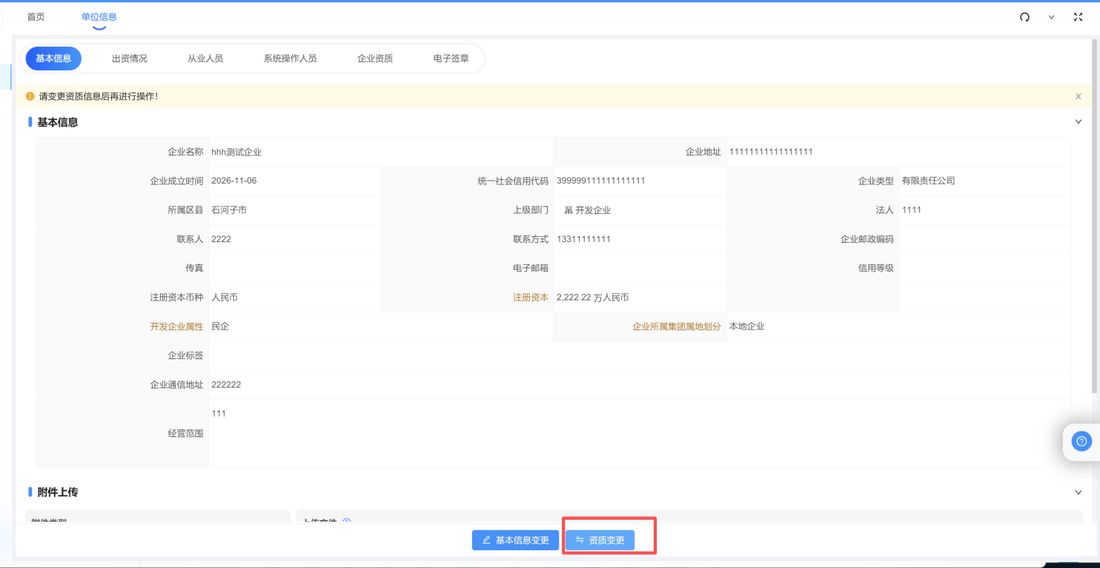 首页 单位信息
基本信息 出资情况 从业人员 系统操作人员 企业资质 电子签章
请变更资质信息后再进行操作！
基本信息
企业名称 hhh测试企业 企业地址 11111111111111111
企业成立时间 2026-11-06 统一社会信用代码 399999111111111111 企业类型 有限责任公司
所属区县 石河子市 上级部门 开发企业 法人 1111
联系人 2222 联系方式 13311111111 企业邮政编码
传真 电子邮箱 信用等级
注册资本币种 人民币 注册资本 2,222.22 万人民币
开发企业属性 民企 企业所属集团属地划分 本地企业
企业标签
企业通信地址 222222
经营范围 111
附件上传
附件类型 上传文件
基本信息变更 资质变更